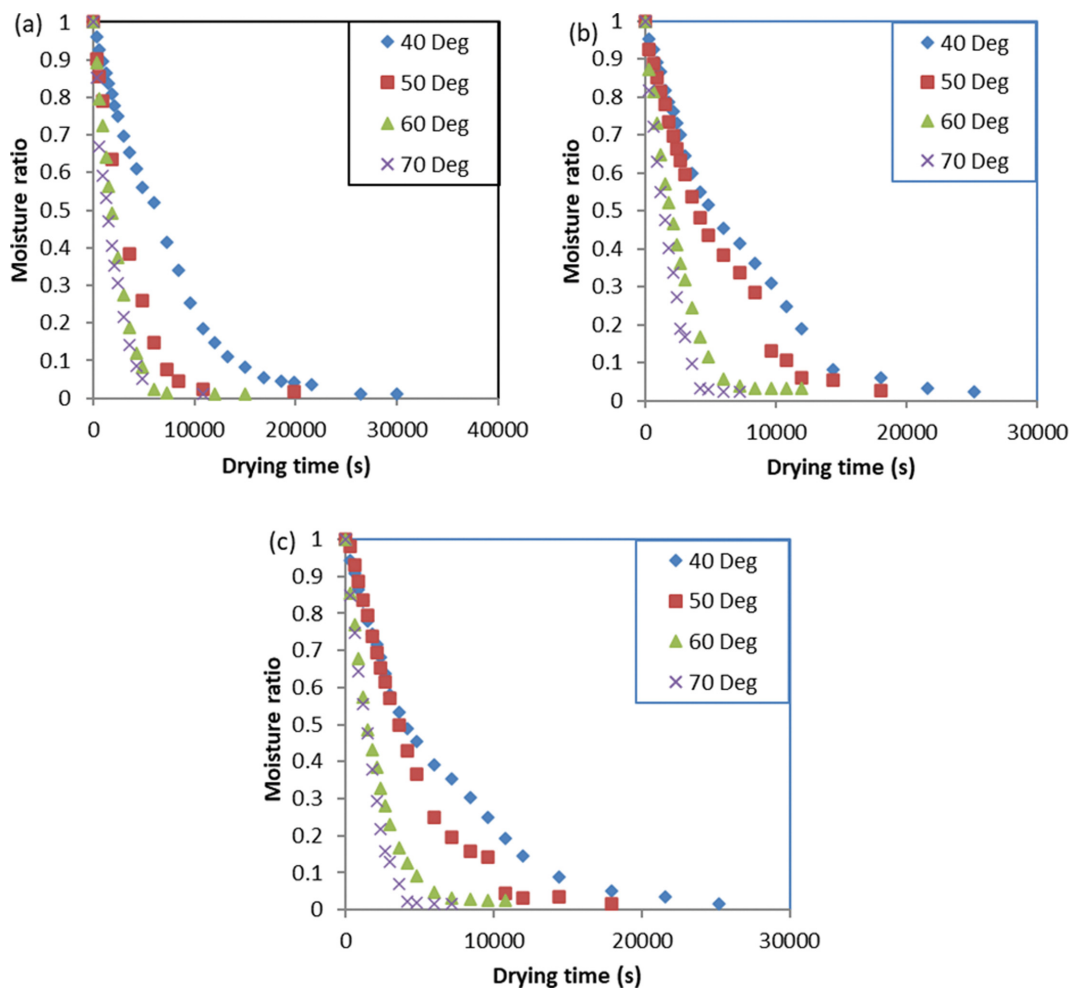 (a)
1
0.9
0.8
0.7
0.6
0.5
0.4
0.3
0.2
0.1
0
Moisture ratio
40 Deg
50 Deg
60 Deg
70 Deg
0 10000 20000 30000 40000
Drying time (s)
(b)
1
0.9
0.8
0.7
0.6
0.5
0.4
0.3
0.2
0.1
0
Moisture ratio
40 Deg
50 Deg
60 Deg
70 Deg
0 10000 20000 30000
Drying time (s)
(c)
1
0.9
0.8
0.7
0.6
0.5
0.4
0.3
0.2
0.1
0
Moisture ratio
40 Deg
50 Deg
60 Deg
70 Deg
0 10000 20000 30000
Drying time (s)